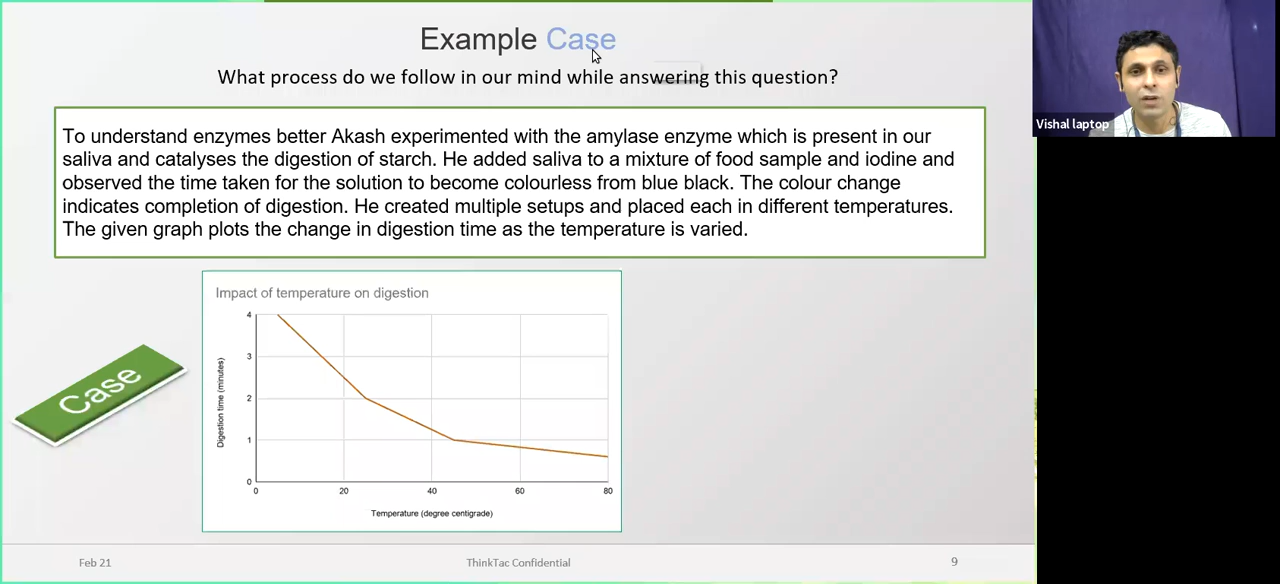 Example Case
What process do we follow in our mind while answering this question?
Vishal laptop
To understand enzymes better Akash experimented with the amylase enzyme which is present in our
saliva and catalyses the digestion of starch. He added saliva to a mixture of food sample and iodine and
observed the time taken for the solution to become colourless from blue black. The colour change
indicates completion of digestion. He created multiple setups and placed each in different temperatures.
The given graph plots the change in digestion time as the temperature is varied.
Case
Impact of temperature on digestion
4
3
2
1
0
Digestion time (minutes)
0 20 40 60 80
Temperature (degree centigrade)
Feb 21 ThinkTac Confidential 9